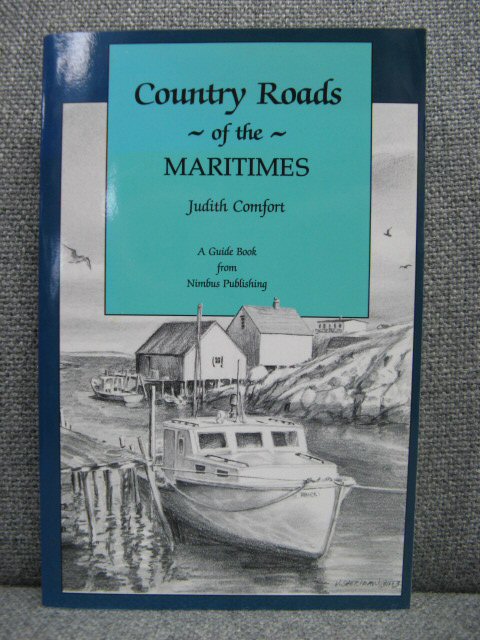 Country Roads
~ of the ~
MARITIMES
Judith Comfort
A Guide Book
from
Nimbus Publishing